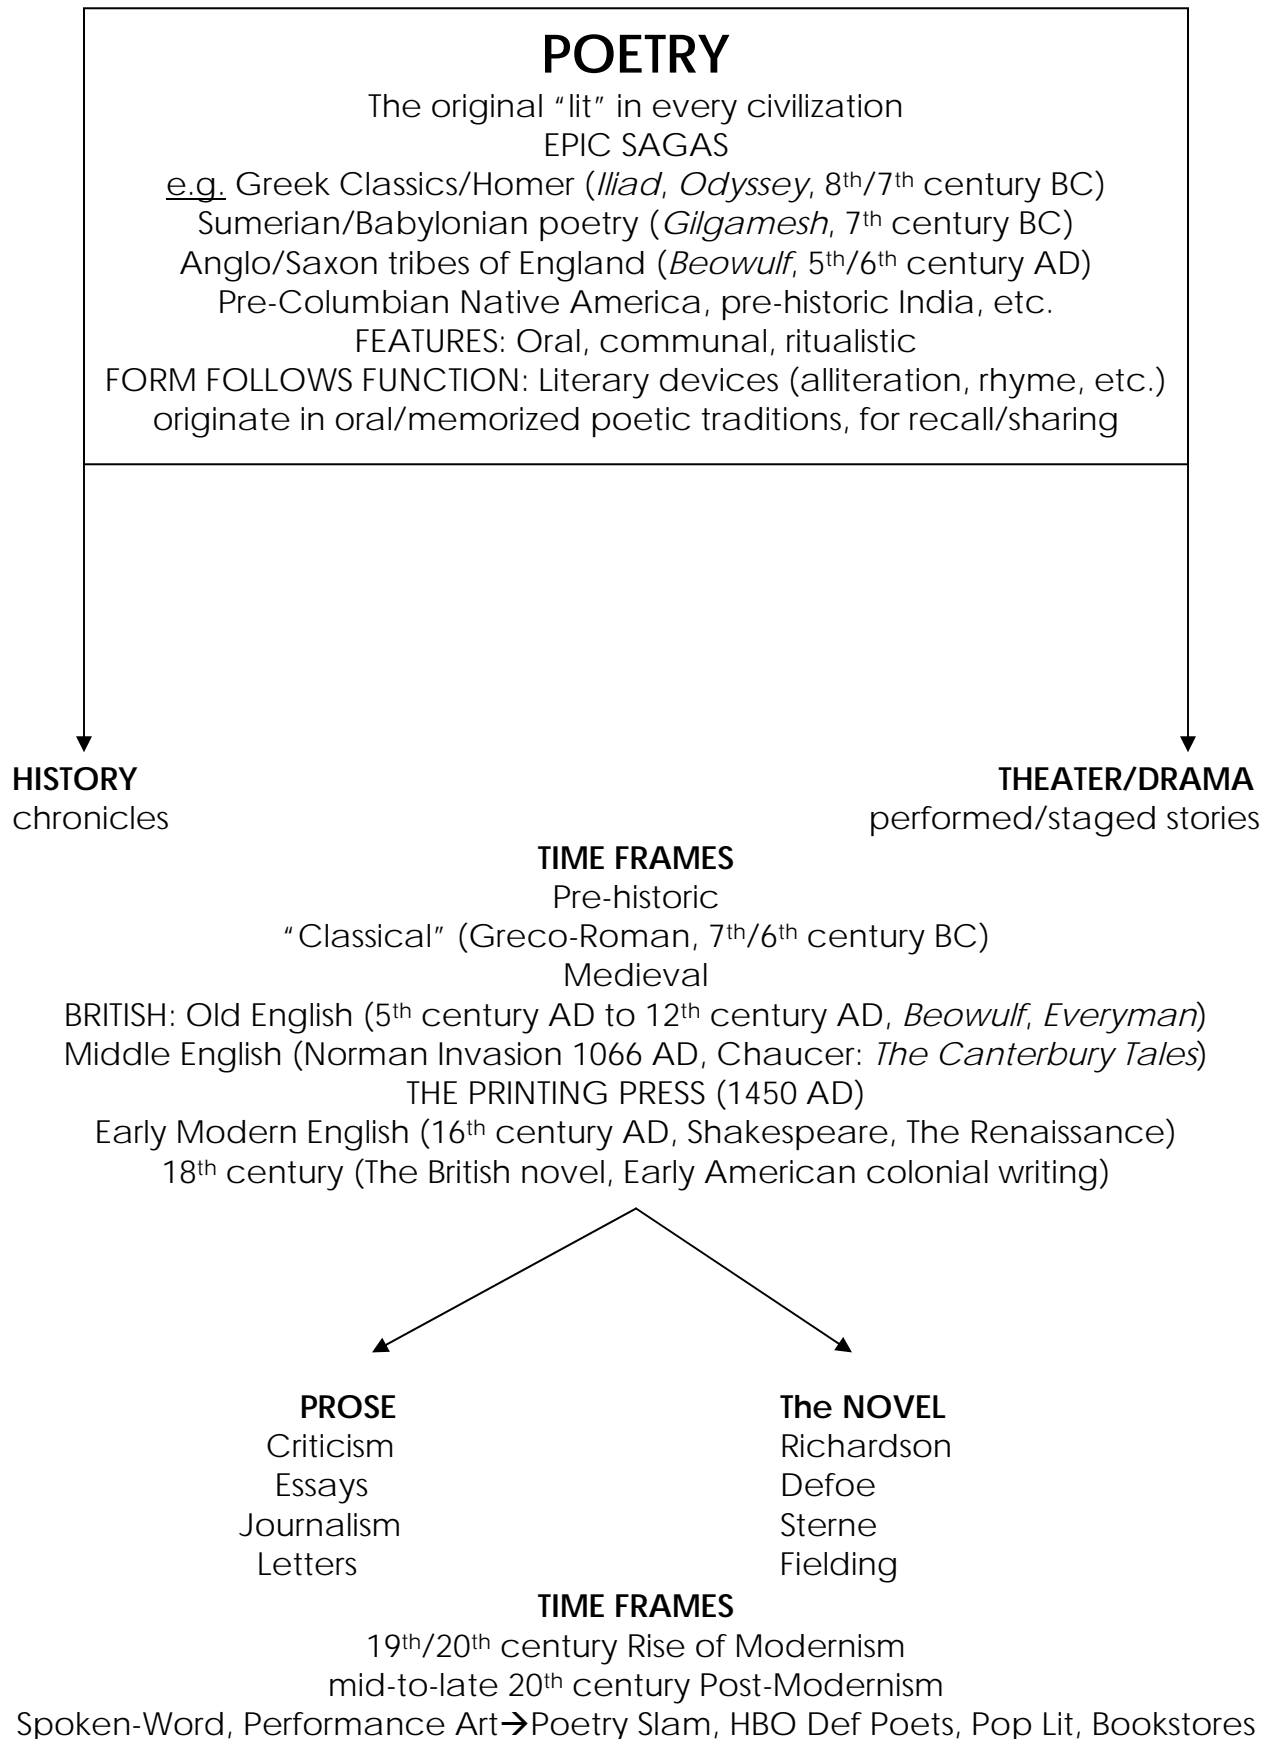 POETRY
The original “lit” in every civilization
EPIC SAGAS
e.g. Greek Classics/Homer (Iliad, Odyssey, 8th/7th century BC)
Sumerian/Babylonian poetry (Gilgamesh, 7th century BC)
Anglo/Saxon tribes of England (Beowulf, 5th/6th century AD)
Pre-Columbian Native America, pre-historic India, etc.
FEATURES: Oral, communal, ritualistic
FORM FOLLOWS FUNCTION: Literary devices (alliteration, rhyme, etc.)
originate in oral/memorized poetic traditions, for recall/sharing
HISTORY
chronicles
THEATER/DRAMA
performed/staged stories
TIME FRAMES
Pre-historic
“Classical” (Greco-Roman, 7th/6th century BC)
Medieval
BRITISH: Old English (5th century AD to 12th century AD, Beowulf, Everyman)
Middle English (Norman Invasion 1066 AD, Chaucer: The Canterbury Tales)
THE PRINTING PRESS (1450 AD)
Early Modern English (16th century AD, Shakespeare, The Renaissance)
18th century (The British novel, Early American colonial writing)
PROSE
Criticism
Essays
Journalism
Letters
The NOVEL
Richardson
Defoe
Sterne
Fielding
TIME FRAMES
19th/20th century Rise of Modernism
mid-to-late 20th century Post-Modernism
Spoken-Word, Performance Art→Poetry Slam, HBO Def Poets, Pop Lit, Bookstores